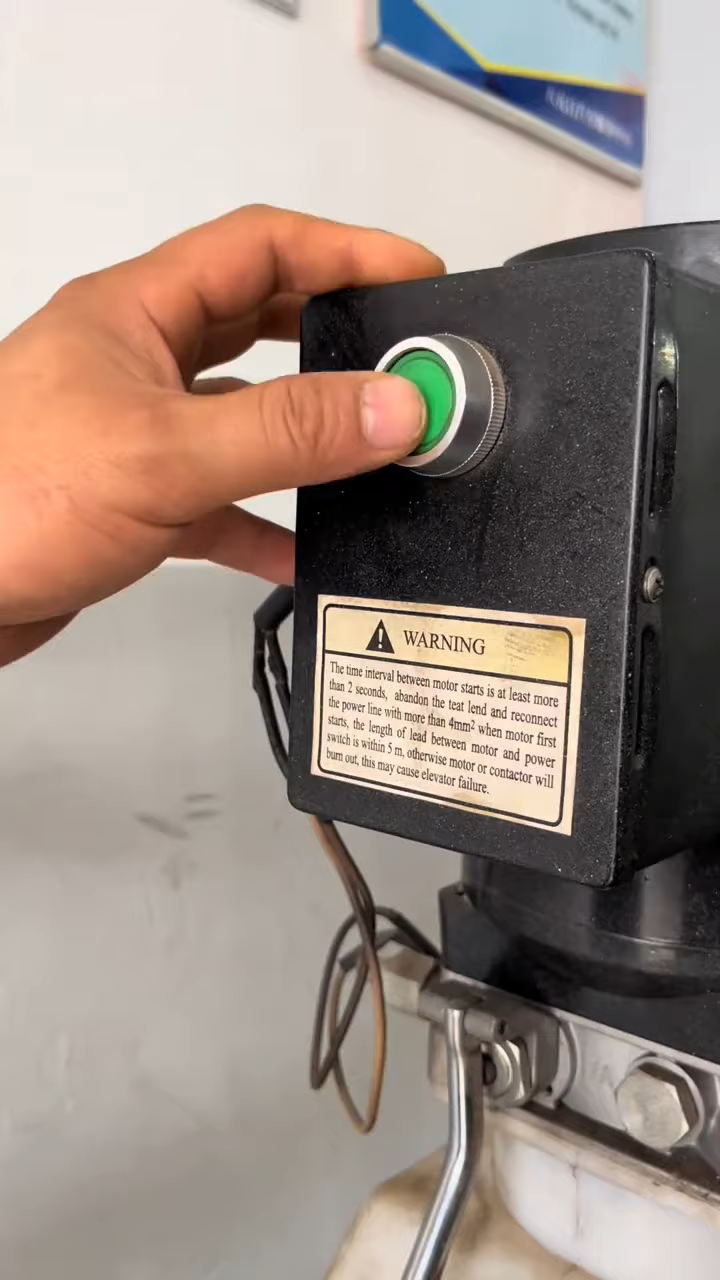 WARNING
The time interval between motor starts is at least more
than 2 seconds, abandon the teat lend and reconnect
the power line with more than 4mm² when motor first
starts, the length of lead between motor and power
switch is within 5 m, otherwise motor or contactor will
burn out, this may cause elevator failure.